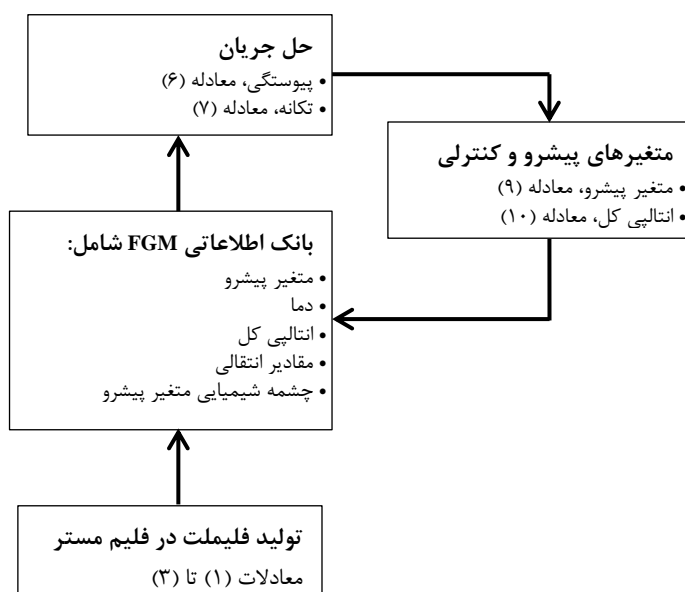 حل جریان
• پیوستگی، معادله (۶)
• تکانه، معادله (۷)
متغیرهای پیشرو و کنترلی
• متغیر پیشرو، معادله (۹)
• انتالپی کل، معادله (۱۰)
بانک اطلاعاتی FGM شامل:
• متغیر پیشرو
• دما
• انتالپی کل
• مقادیر انتقالی
• چشمه شیمیایی متغیر پیشرو
تولید فلیملت در فلیم مستر
معادلات (۱) تا (۳)